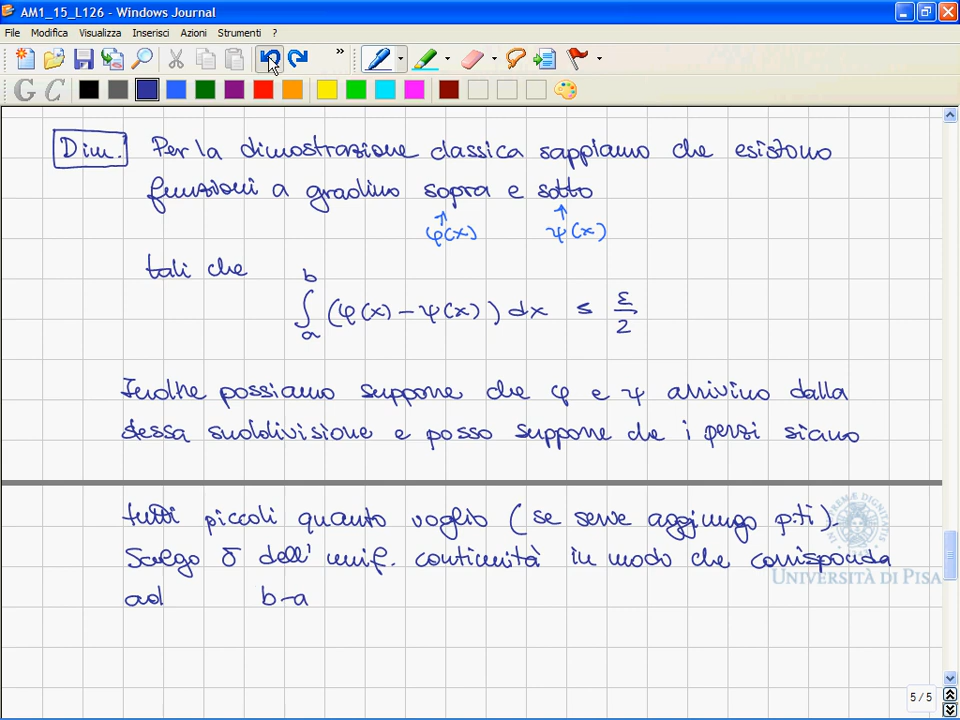 AM1_15_L126 - Windows Journal
File Modifica Visualizza Inserisci Azioni Strumenti ?
Dim. Per la dimostrazione classica sappiamo che esistono
funzioni a gradino sopra e sotto
φ(x) ψ(x)
tali che
∫_a^b (φ(x) - ψ(x)) dx ≤ ε/2
Inoltre possiamo supporre che φ e ψ arrivino dalla
stessa suddivisione e posso supporre che i pezzi siano
tutti piccoli quanto voglio (se serve aggiungo p.ti).
Scelgo δ dell' unif. continuità in modo che corrisponda
UNIVERSITÀ DI PISA
ad b-a
5 / 5